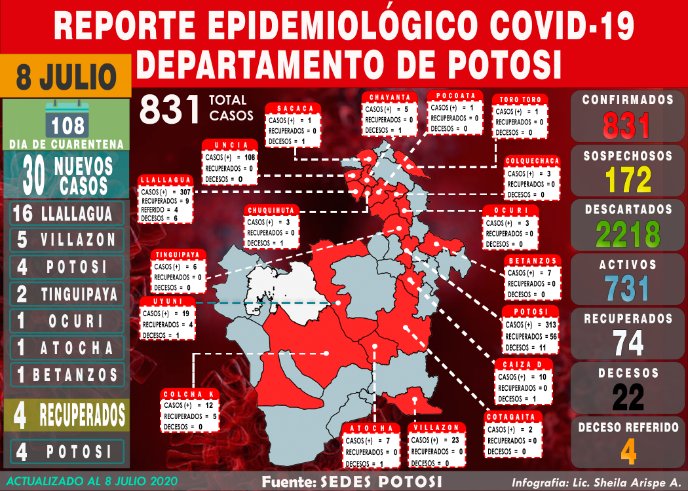 REPORTE EPIDEMIOLÓGICO COVID-19
DEPARTAMENTO DE POTOSI
8 JULIO
108
DIA DE CUARENTENA
30 NUEVOS CASOS
16 LLALLAGUA
5 VILLAZON
4 POTOSI
2 TINGUIPAYA
1 OCURI
1 ATOCHA
1 BETANZOS
4 RECUPERADOS
4 POTOSI
831 TOTAL CASOS
SACACA
CASOS (+) = 1
RECUPERADOS = 0
DECESOS = 1
CHAYANTA
CASOS (+) = 5
RECUPERADOS = 0
DECESOS = 0
POCOATA
CASOS (+) = 1
RECUPERADOS = 0
DECESOS = 1
TORO TORO
CASOS (+) = 1
RECUPERADOS = 0
DECESOS = 0
UNCIA
CASOS (+) = 108
RECUPERADOS = 0
DECESOS = 0
COLQUECHACA
CASOS (+) = 3
RECUPERADOS = 0
DECESOS = 0
LLALLAGUA
CASOS (+) = 307
RECUPERADOS = 9
REFERIDO = 4
DECESOS = 6
CHUQUIHUTA
CASOS (+) = 3
RECUPERADOS = 0
DECESOS = 1
OCURI
CASOS (+) = 3
RECUPERADOS = 0
DECESOS = 0
TINGUIPAYA
CASOS (+) = 6
RECUPERADOS = 0
DECESOS = 0
BETANZOS
CASOS (+) = 7
RECUPERADOS = 0
DECESOS = 0
UYUNI
CASOS (+) = 19
RECUPERADOS = 4
DECESOS = 1
POTOSI
CASOS (+) = 313
RECUPERADOS = 56
DECESOS = 11
CAIZA D
CASOS (+) = 10
RECUPERADOS = 0
DECESOS = 0
COLCHA K
CASOS (+) = 12
RECUPERADOS = 5
DECESOS = 0
COTAGAITA
CASOS (+) = 2
RECUPERADOS = 0
DECESOS = 0
ATOCHA
CASOS (+) = 7
RECUPERADOS = 0
DECESOS = 1
VILLAZON
CASOS (+) = 23
RECUPERADOS = 0
DECESOS = 0
CONFIRMADOS
831
SOSPECHOSOS
172
DESCARTADOS
2218
ACTIVOS
731
RECUPERADOS
74
DECESOS
22
DECESO REFERIDO
4
ACTUALIZADO AL 8 JULIO 2020
Fuente: SEDES POTOSI
Infografía: Lic. Sheila Arispe A.